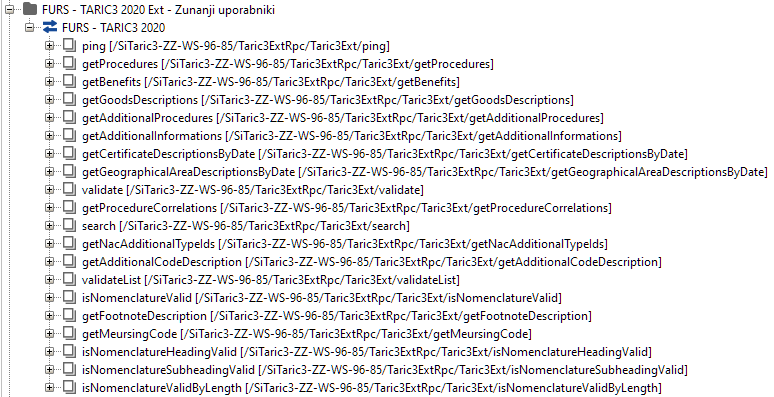 FURS - TARIC3 2020 Ext - Zunanji uporabniki
FURS - TARIC3 2020
ping [/SiTaric3-ZZ-WS-96-85/Taric3ExtRpc/Taric3Ext/ping]
getProcedures [/SiTaric3-ZZ-WS-96-85/Taric3ExtRpc/Taric3Ext/getProcedures]
getBenefits [/SiTaric3-ZZ-WS-96-85/Taric3ExtRpc/Taric3Ext/getBenefits]
getGoodsDescriptions [/SiTaric3-ZZ-WS-96-85/Taric3ExtRpc/Taric3Ext/getGoodsDescriptions]
getAdditionalProcedures [/SiTaric3-ZZ-WS-96-85/Taric3ExtRpc/Taric3Ext/getAdditionalProcedures]
getAdditionalInformations [/SiTaric3-ZZ-WS-96-85/Taric3ExtRpc/Taric3Ext/getAdditionalInformations]
getCertificateDescriptionsByDate [/SiTaric3-ZZ-WS-96-85/Taric3ExtRpc/Taric3Ext/getCertificateDescriptionsByDate]
getGeographicalAreaDescriptionsByDate [/SiTaric3-ZZ-WS-96-85/Taric3ExtRpc/Taric3Ext/getGeographicalAreaDescriptionsByDate]
validate [/SiTaric3-ZZ-WS-96-85/Taric3ExtRpc/Taric3Ext/validate]
getProcedureCorrelations [/SiTaric3-ZZ-WS-96-85/Taric3ExtRpc/Taric3Ext/getProcedureCorrelations]
search [/SiTaric3-ZZ-WS-96-85/Taric3ExtRpc/Taric3Ext/search]
getNacAdditionalTypeIds [/SiTaric3-ZZ-WS-96-85/Taric3ExtRpc/Taric3Ext/getNacAdditionalTypeIds]
getAdditionalCodeDescription [/SiTaric3-ZZ-WS-96-85/Taric3ExtRpc/Taric3Ext/getAdditionalCodeDescription]
validateList [/SiTaric3-ZZ-WS-96-85/Taric3ExtRpc/Taric3Ext/validateList]
isNomenclatureValid [/SiTaric3-ZZ-WS-96-85/Taric3ExtRpc/Taric3Ext/isNomenclatureValid]
getFootnoteDescription [/SiTaric3-ZZ-WS-96-85/Taric3ExtRpc/Taric3Ext/getFootnoteDescription]
getMeursingCode [/SiTaric3-ZZ-WS-96-85/Taric3ExtRpc/Taric3Ext/getMeursingCode]
isNomenclatureHeadingValid [/SiTaric3-ZZ-WS-96-85/Taric3ExtRpc/Taric3Ext/isNomenclatureHeadingValid]
isNomenclatureSubheadingValid [/SiTaric3-ZZ-WS-96-85/Taric3ExtRpc/Taric3Ext/isNomenclatureSubheadingValid]
isNomenclatureValidByLength [/SiTaric3-ZZ-WS-96-85/Taric3ExtRpc/Taric3Ext/isNomenclatureValidByLength]